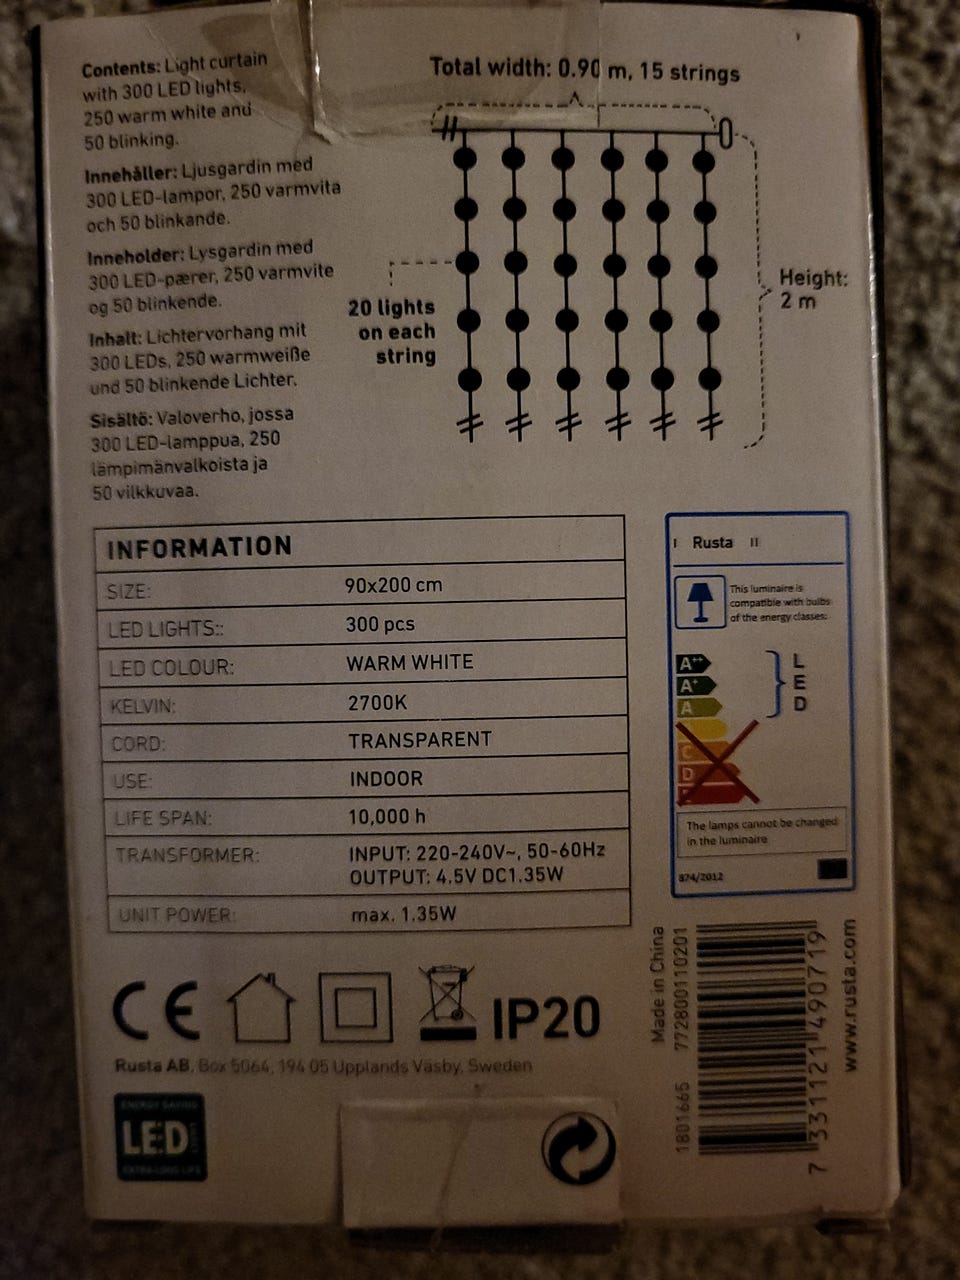 Contents: Light curtain
with 300 LED lights,
250 warm white and
50 blinking.
Innehåller: Ljusgardin med
300 LED-lampor, 250 varmvita
och 50 blinkande.
Inneholder: Lysgardin med
300 LED-pærer, 250 varmvite
og 50 blinkende.
Inhalt: Lichtervorhang mit
300 LEDs, 250 warmweiße
und 50 blinkende Lichter.
Sisältö: Valoverho, jossa
300 LED-lamppua, 250
lämpimänvalkoista ja
50 vilkkuvaa.
Total width: 0.90 m, 15 strings
20 lights
on each
string
Height:
2 m
INFORMATION
SIZE: 90x200 cm
LED LIGHTS:: 300 pcs
LED COLOUR: WARM WHITE
KELVIN: 2700K
CORD: TRANSPARENT
USE: INDOOR
LIFE SPAN: 10,000 h
TRANSFORMER: INPUT: 220-240V~, 50-60Hz
OUTPUT: 4.5V DC1.35W
UNIT POWER: max. 1.35W
I Rusta II
This luminaire is
compatible with bulbs
of the energy classes:
A++
A+
A
LED
C
D
The lamps cannot be changed
in the luminaire
874/2012
CE IP20
Rusta AB, Box 5064, 194 05 Upplands Väsby, Sweden
ENERGY SAVING
LED
LIGHT
EXTRA-LONG LIFE
Made in China
772800110201
1801665
7 331121 490719
www.rusta.com